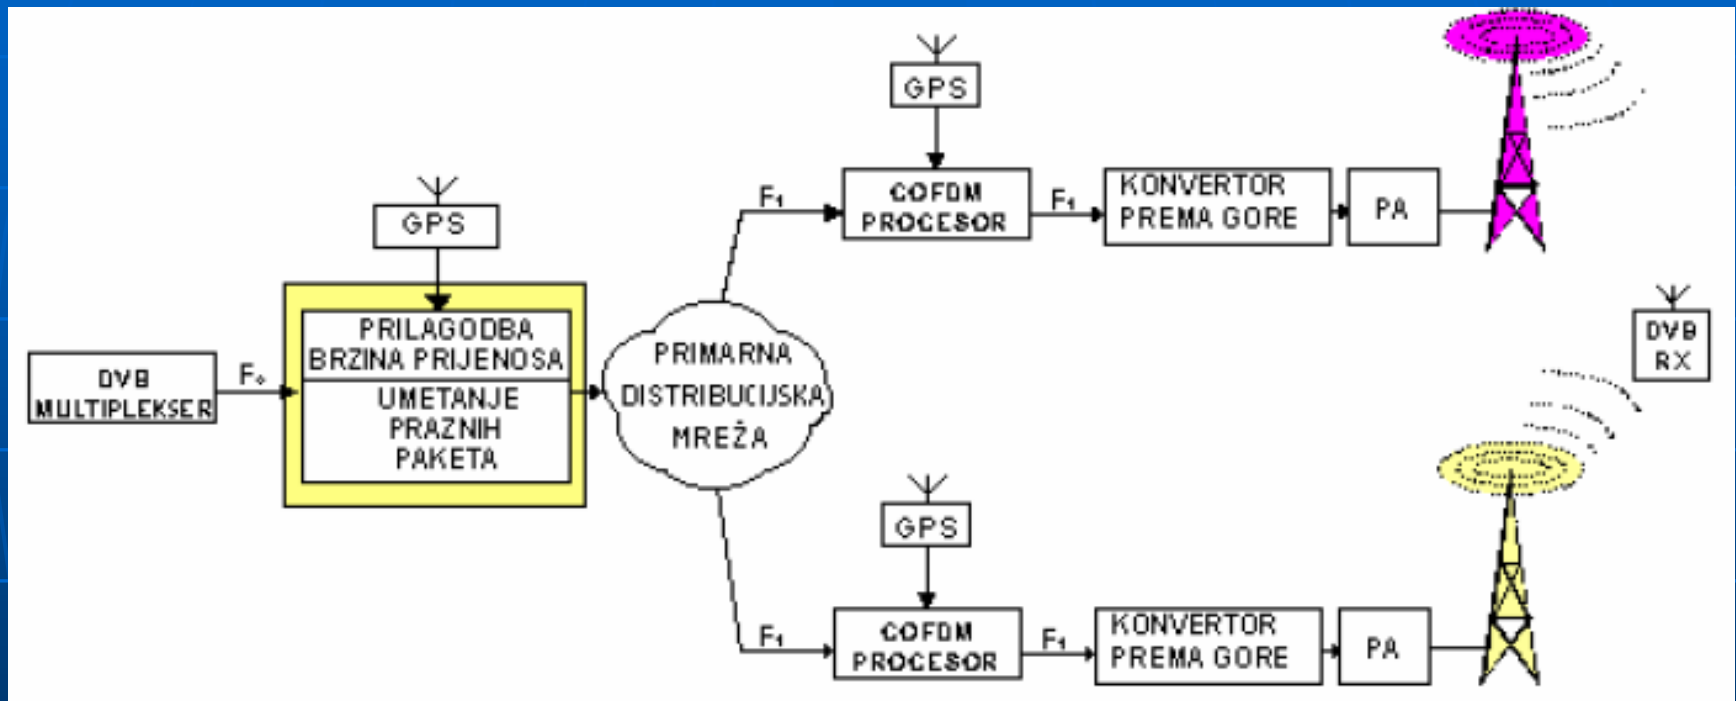 DVB
MULTIPLEKSER
F₀
GPS
PRILAGODBA
BRZINA PRIJENOSA
UMETANJE
PRAZNIH
PAKETA
PRIMARNA
DISTRIBUCIJSKA
MREŽA
F₁
GPS
COFDM
PROCESOR
F₁
KONVERTOR
PREMA GORE
PA
F₁
GPS
COFDM
PROCESOR
F₁
KONVERTOR
PREMA GORE
PA
DVB
RX